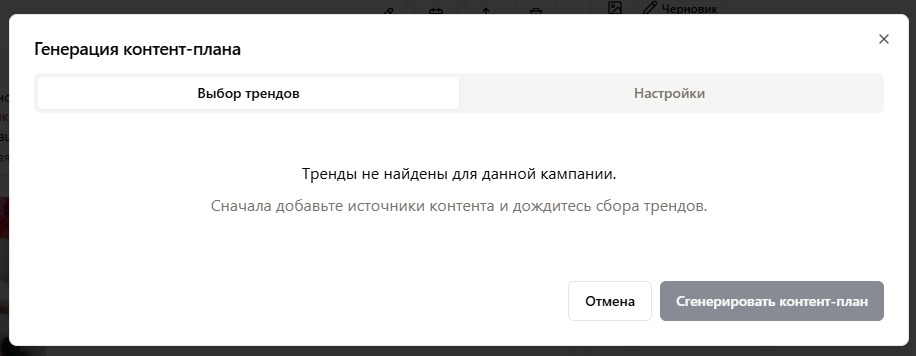 Черновик
Генерация контент-плана
Выбор трендов
Настройки
Тренды не найдены для данной кампании.
Сначала добавьте источники контента и дождитесь сбора трендов.
Отмена
Сгенерировать контент-план